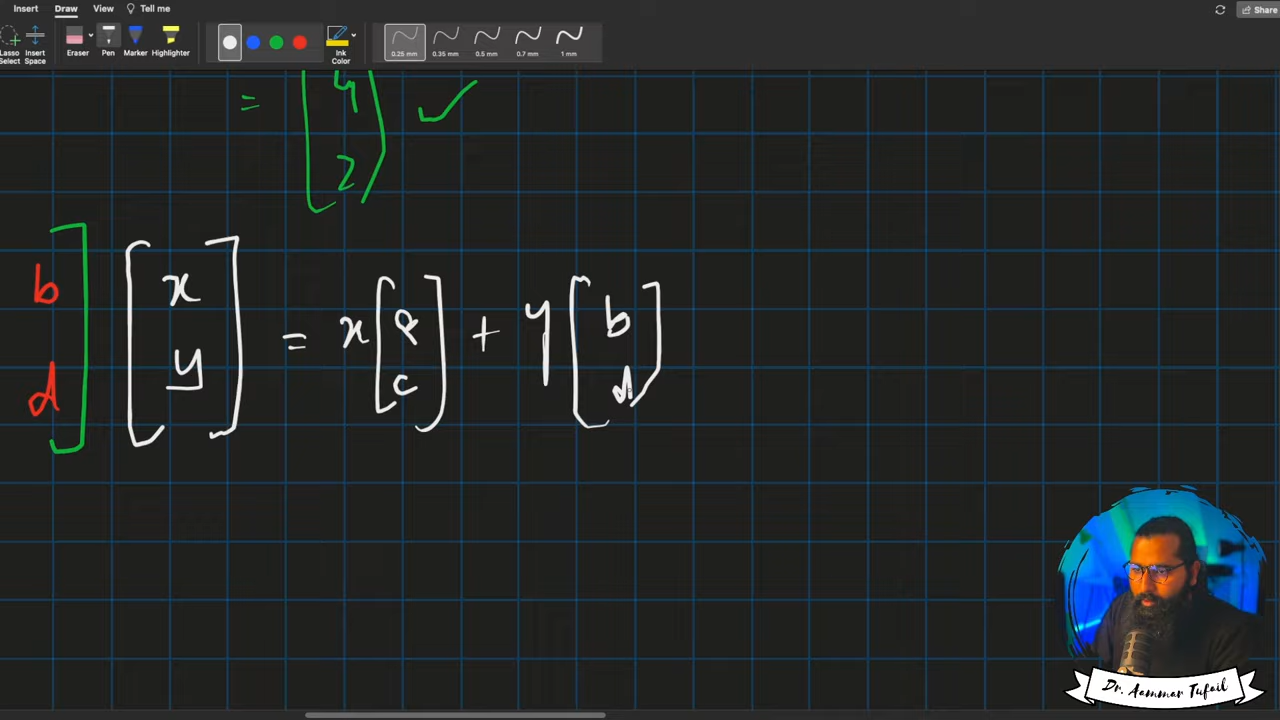 Insert Draw View Tell me
Share
Lasso Select
Insert Space
Eraser
Pen
Marker
Highlighter
Ink Color
0.25 mm
0.35 mm
0.5 mm
0.7 mm
1 mm
= [4 2] ✓
b d] [x y] = x [a c] + y [b d]
Dr. Aammar Tufail